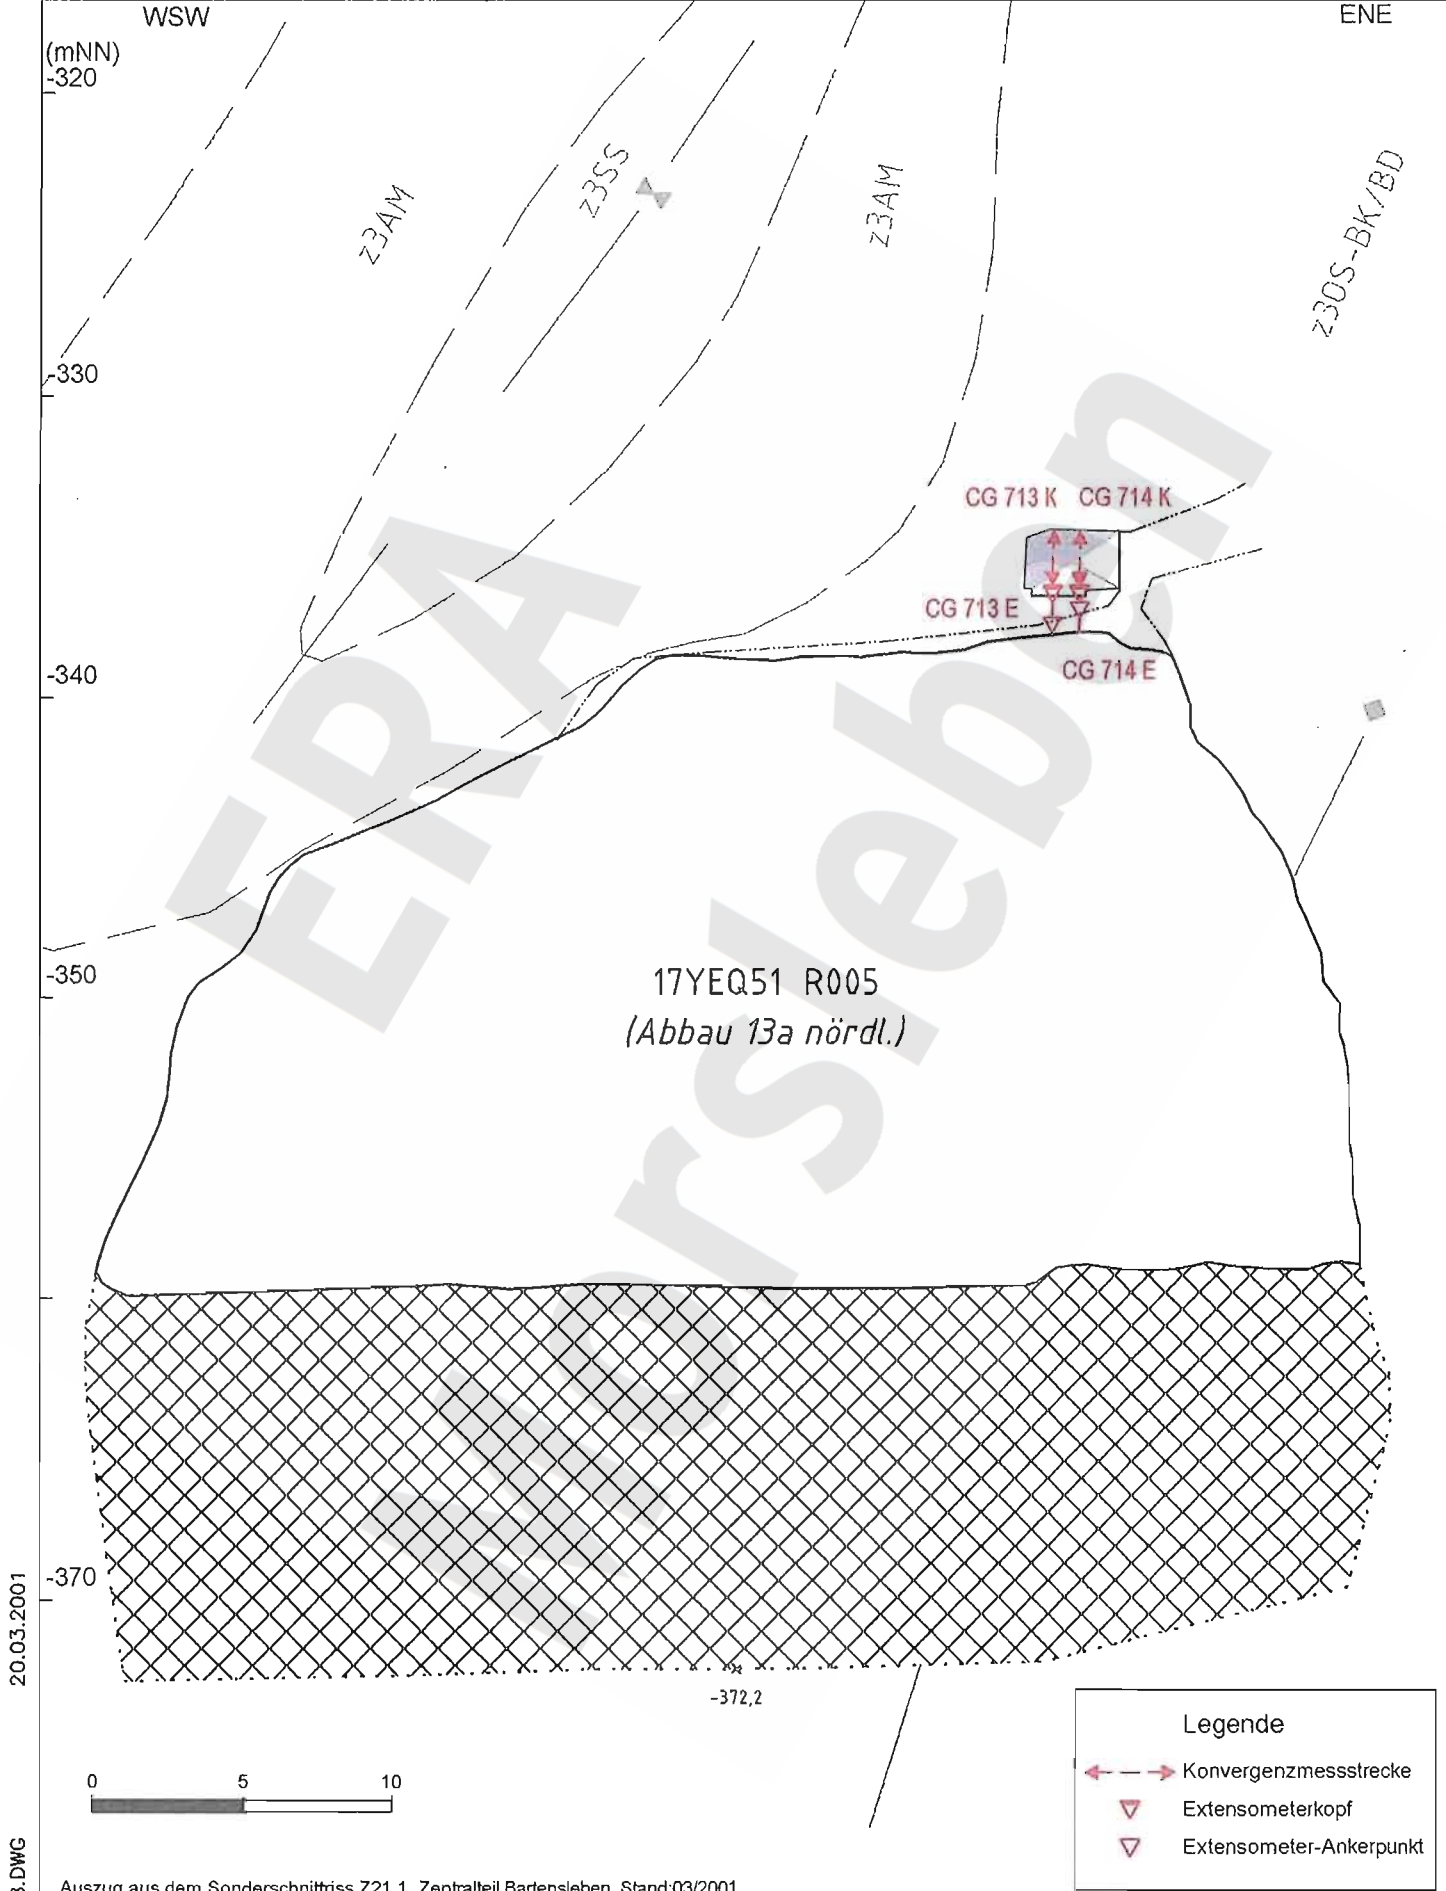 WSW
ENE
(mNN)
-320
z3AM
z3SS
z3AM
z3OS-BK/BD
-330
CG 713 K
CG 714 K
CG 713 E
CG 714 E
-340
-350
17YEQ51 R005
(Abbau 13a nördl.)
-370
-372,2
ERA
Morsleben
20.03.2001
.DWG
0 5 10
Legende
Konvergenzmessstrecke
Extensometerkopf
Extensometer-Ankerpunkt
Auszug aus dem Sonderschnittriss Z21.1, Zentralteil Bartensleben, Stand:03/2001